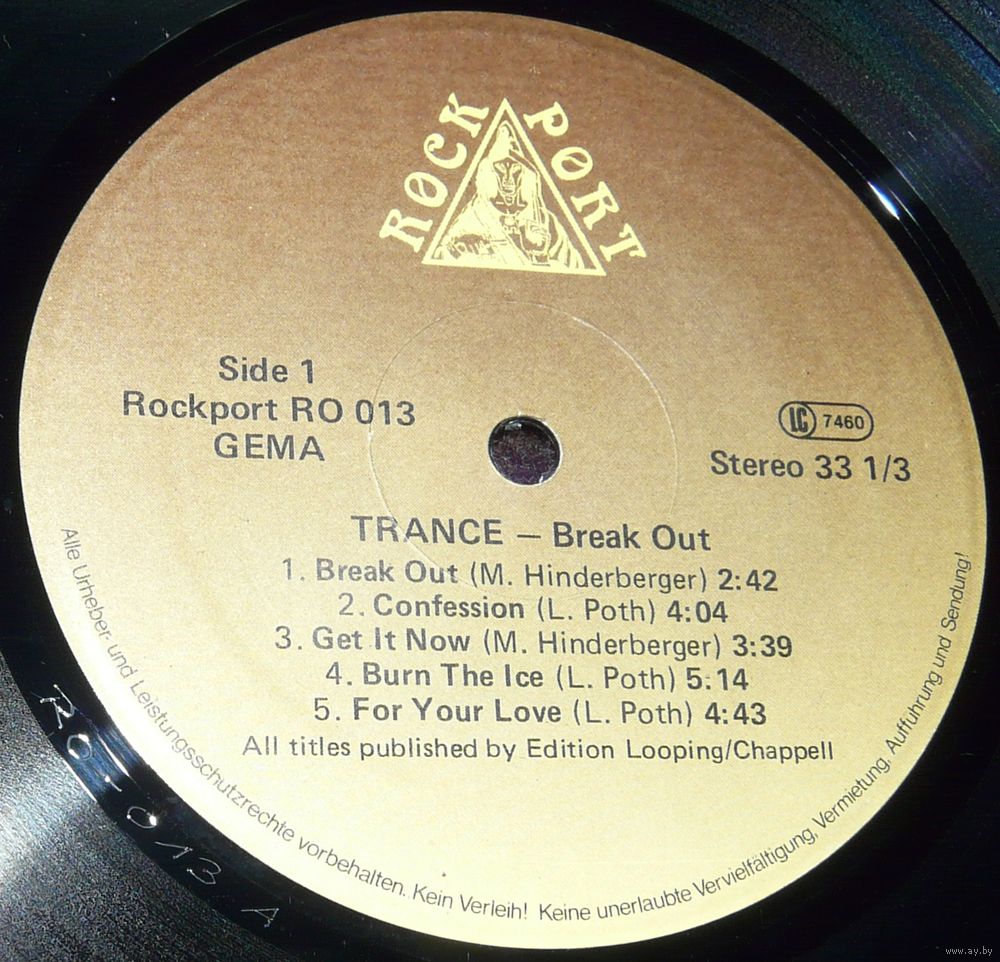 ROCK PORT
Side 1
Rockport RO 013
GEMA
LC 7460
Stereo 33 1/3
TRANCE – Break Out
1. Break Out (M. Hinderberger) 2:42
2. Confession (L. Poth) 4:04
3. Get It Now (M. Hinderberger) 3:39
4. Burn The Ice (L. Poth) 5:14
5. For Your Love (L. Poth) 4:43
All titles published by Edition Looping/Chappell
Alle Urheber- und Leistungsschutzrechte vorbehalten. Kein Verleih! Keine unerlaubte Vervielfältigung, Vermietung, Aufführung und Sendung!
RO-013 A
www.ay.by